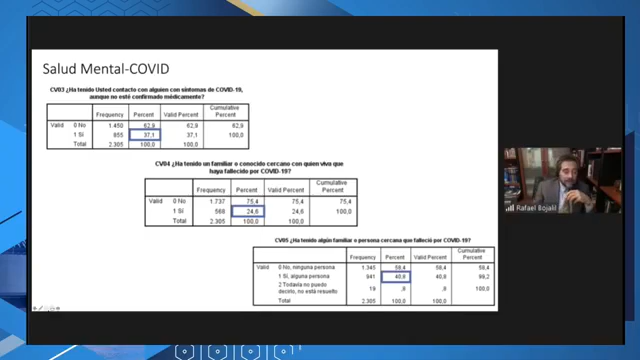 Salud Mental-COVID
CV03 ¿Ha tenido Usted contacto con alguien con síntomas de COVID-19,
aunque no esté confirmado médicamente?
Frequency Percent Valid Percent Cumulative Percent
Valid 0 No 1.450 62,9 62,9 62,9
1 Sí 855 37,1 37,1 100,0
Total 2.305 100,0 100,0
CV04 ¿Ha tenido un familiar o conocido cercano con quien viva que
haya fallecido por COVID-19?
Frequency Percent Valid Percent Cumulative Percent
Valid 0 No 1.737 75,4 75,4 75,4
1 Sí 568 24,6 24,6 100,0
Total 2.305 100,0 100,0
CV05 ¿Ha tenido algún familiar o persona cercana que falleció por COVID-19?
Frequency Percent Valid Percent Cumulative Percent
Valid 0 No, ninguna persona 1.345 58,4 58,4 58,4
1 Sí, alguna persona 941 40,8 40,8 99,2
2 Todavía no puedo decirlo, no está resuelto 19 ,8 ,8 100,0
Total 2.305 100,0 100,0
Rafael Bojalil